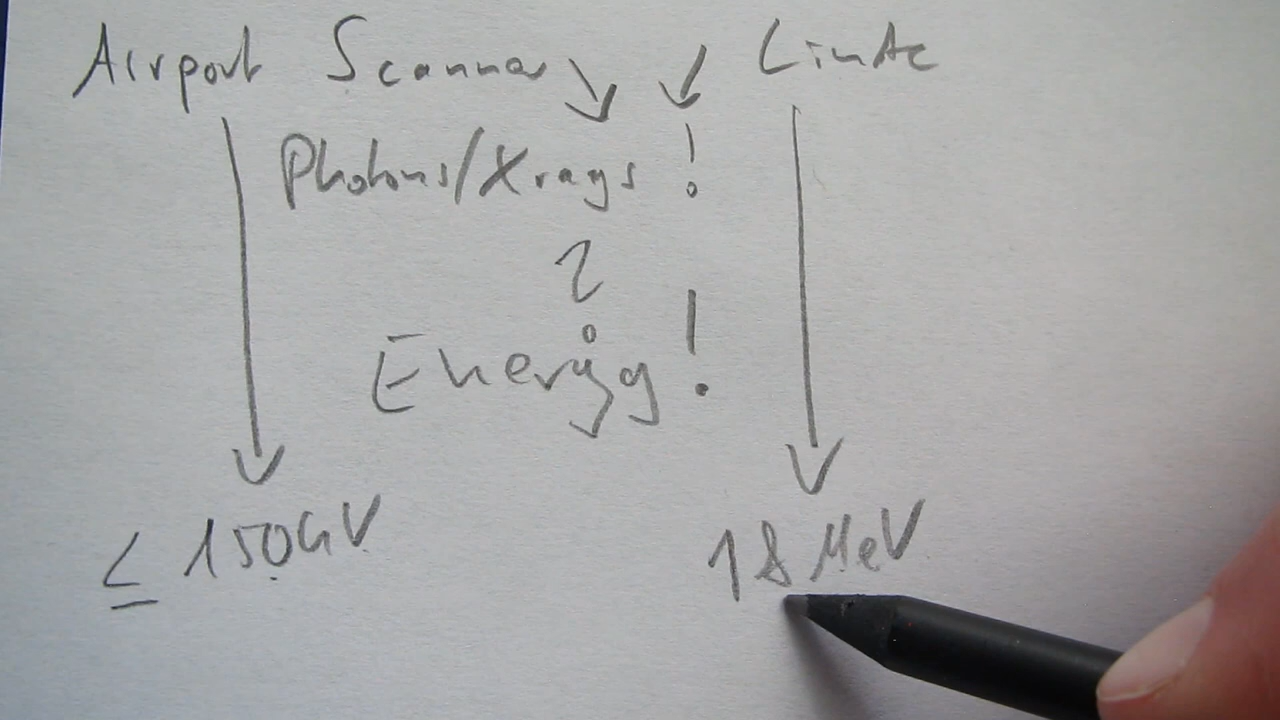 Airport Scanner LinAc
Photons/Xrays !
?
Energy !
≤ 150kV 18 MeV